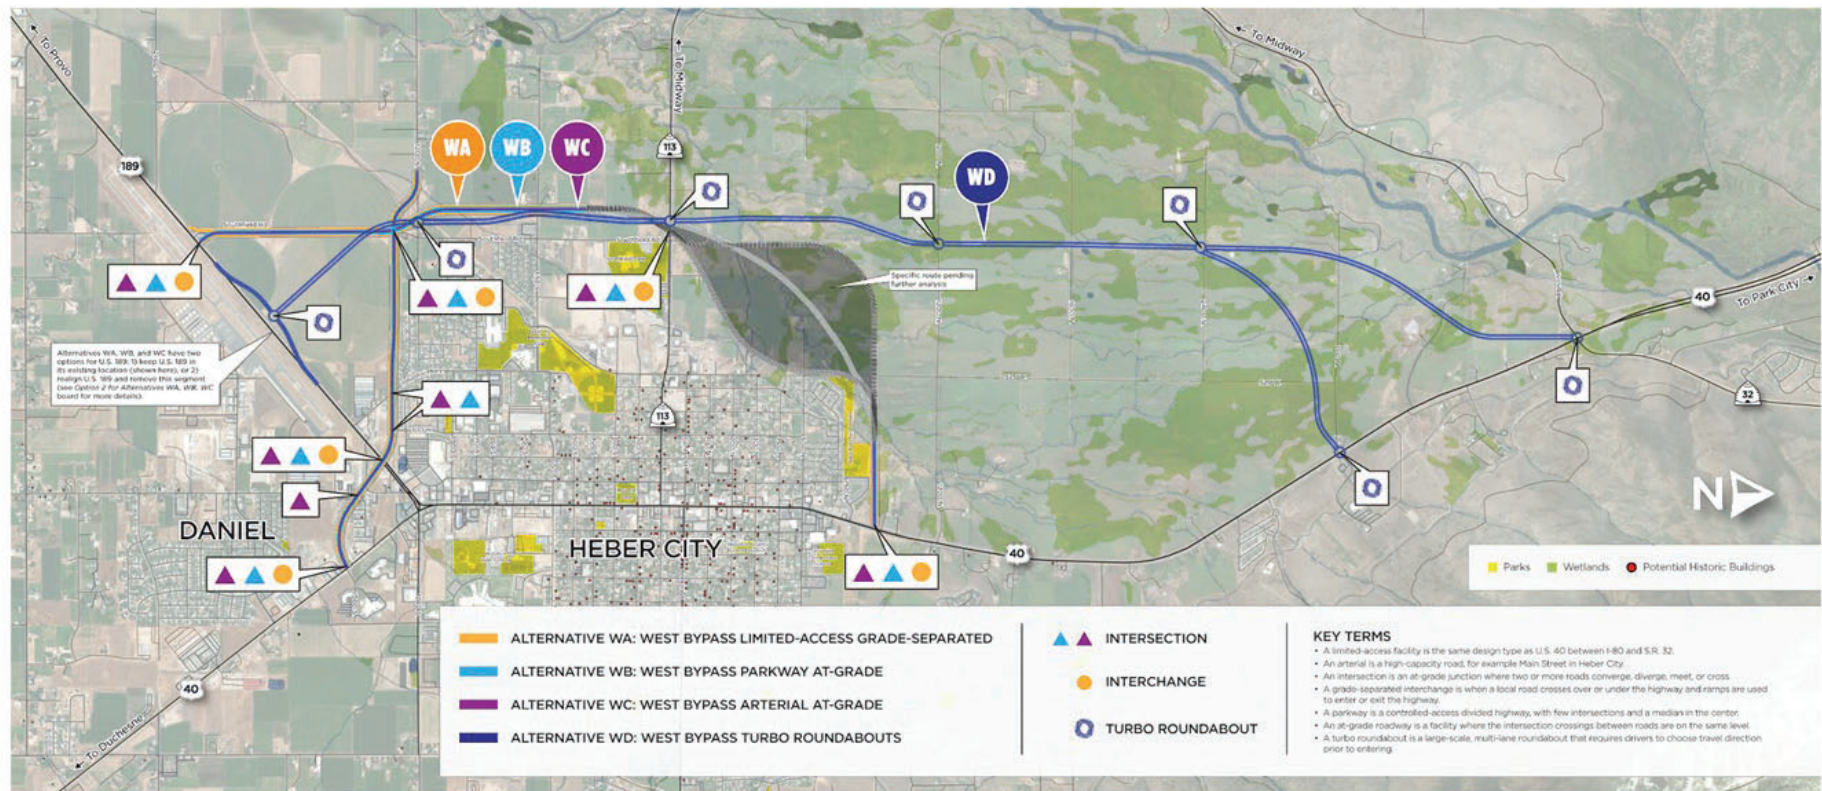 To Provo
To Midway
To Midway
189
113
WA
WB
WC
WD
Specific route pending
further analysis
40
To Park City
32
Alternatives WA, WB, and WC have two
options for U.S. 189: 1) keep U.S. 189 in
its existing location (shown here), or 2)
realign U.S. 189 and remove this segment
(see Option 2 for Alternatives WA, WB, WC
board for more details).
113
N
DANIEL
HEBER CITY
40
40
To Duchesne
Parks
Wetlands
Potential Historic Buildings
ALTERNATIVE WA: WEST BYPASS LIMITED-ACCESS GRADE-SEPARATED
ALTERNATIVE WB: WEST BYPASS PARKWAY AT-GRADE
ALTERNATIVE WC: WEST BYPASS ARTERIAL AT-GRADE
ALTERNATIVE WD: WEST BYPASS TURBO ROUNDABOUTS
INTERSECTION
INTERCHANGE
TURBO ROUNDABOUT
KEY TERMS
• A limited-access facility is the same design type as U.S. 40 between I-80 and S.R. 32.
• An arterial is a high-capacity road, for example Main Street in Heber City.
• An intersection is an at-grade junction where two or more roads converge, diverge, meet, or cross.
• A grade-separated interchange is when a local road crosses over or under the highway and ramps are used
to enter or exit the highway.
• A parkway is a controlled-access divided highway, with few intersections and a median in the center.
• An at-grade roadway is a facility where the intersection crossings between roads are on the same level.
• A turbo roundabout is a large-scale, multi-lane roundabout that requires drivers to choose travel direction
prior to entering.